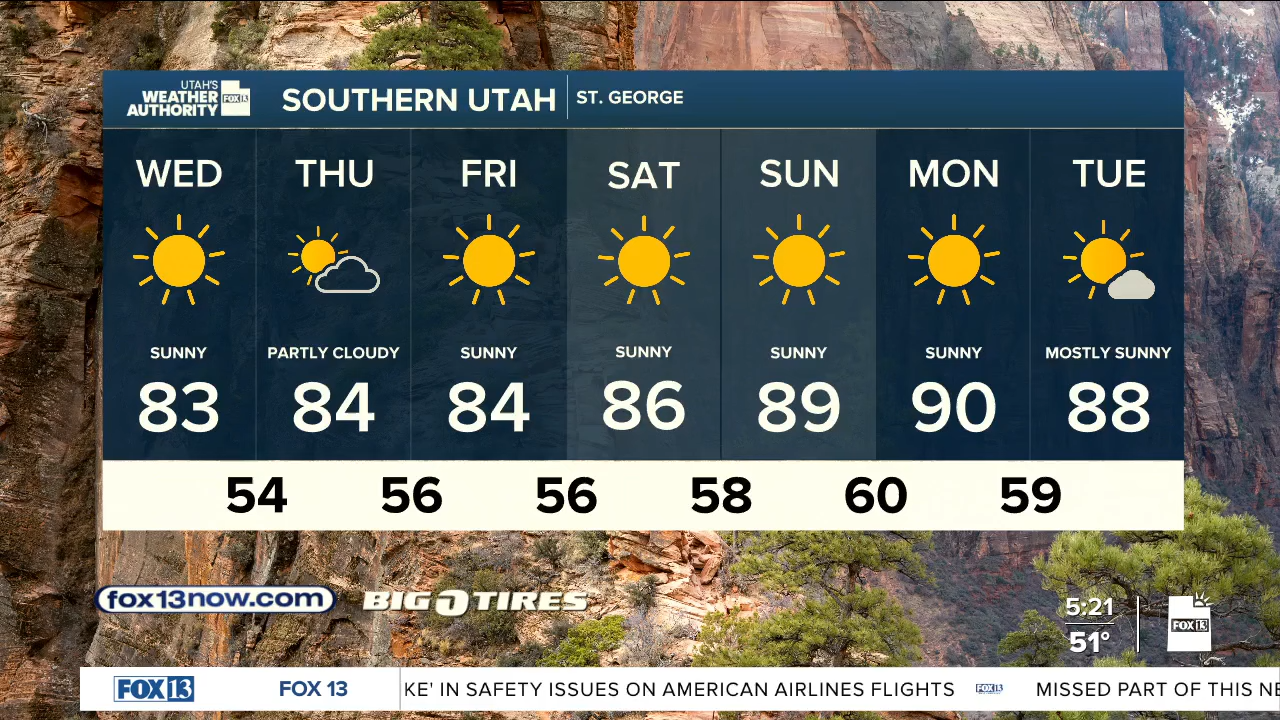 UTAH'S
WEATHER
AUTHORITY
FOX 13
SOUTHERN UTAH
ST. GEORGE
WED THU FRI SAT SUN MON TUE
SUNNY PARTLY CLOUDY SUNNY SUNNY SUNNY SUNNY MOSTLY SUNNY
83 84 84 86 89 90 88
54 56 56 58 60 59
fox13now.com
BIG O TIRES
5:21
51°
FOX 13
FOX 13 FOX 13 KE' IN SAFETY ISSUES ON AMERICAN AIRLINES FLIGHTS FOX 13 MISSED PART OF THIS NE